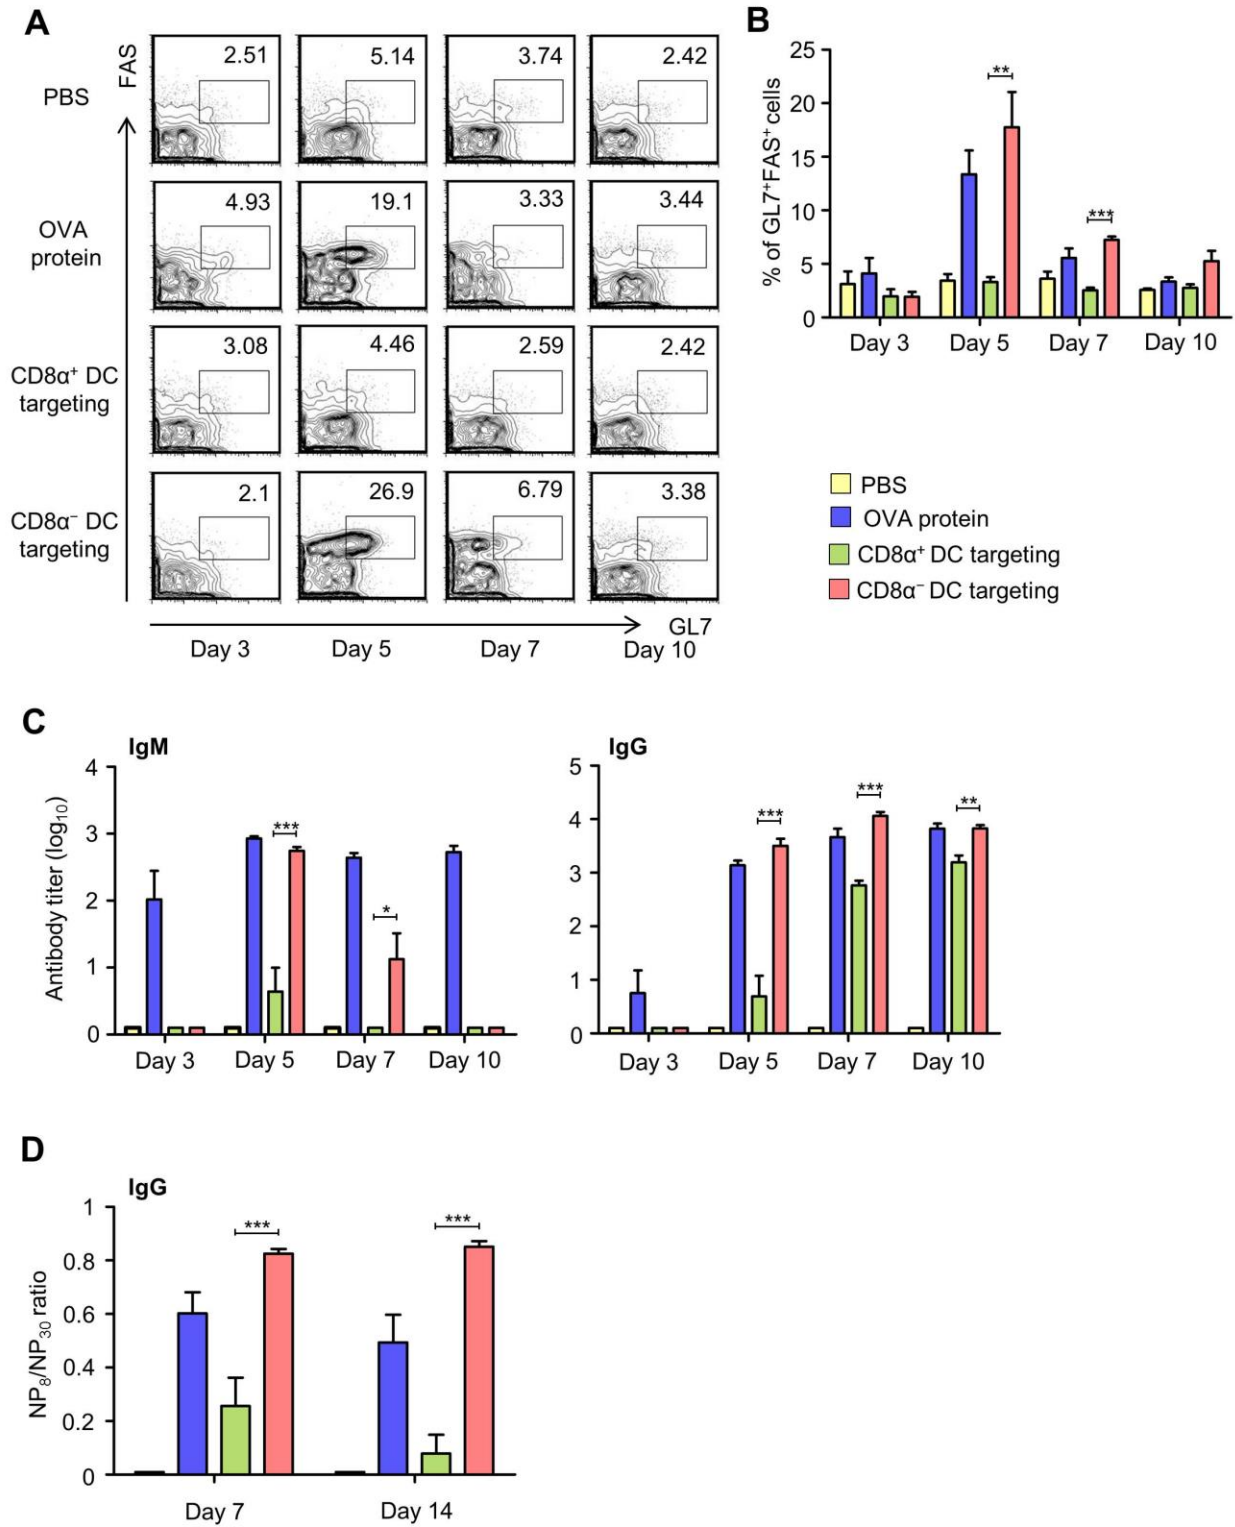 A
FAS
PBS
2.51 5.14 3.74 2.42
OVA
protein
4.93 19.1 3.33 3.44
CD8α⁺ DC
targeting
3.08 4.46 2.59 2.42
CD8α⁻ DC
targeting
2.1 26.9 6.79 3.38
GL7
Day 3 Day 5 Day 7 Day 10
B
% of GL7⁺FAS⁺ cells
25
20
15
10
5
0
**
***
Day 3 Day 5 Day 7 Day 10
PBS
OVA protein
CD8α⁺ DC targeting
CD8α⁻ DC targeting
C
IgM
Antibody titer (log₁₀)
4
3
2
1
0
***
*
Day 3 Day 5 Day 7 Day 10
IgG
5
4
3
2
1
0
***
***
**
Day 3 Day 5 Day 7 Day 10
D
IgG
NP₈/NP₃₀ ratio
1
0.8
0.6
0.4
0.2
0
***
***
Day 7 Day 14